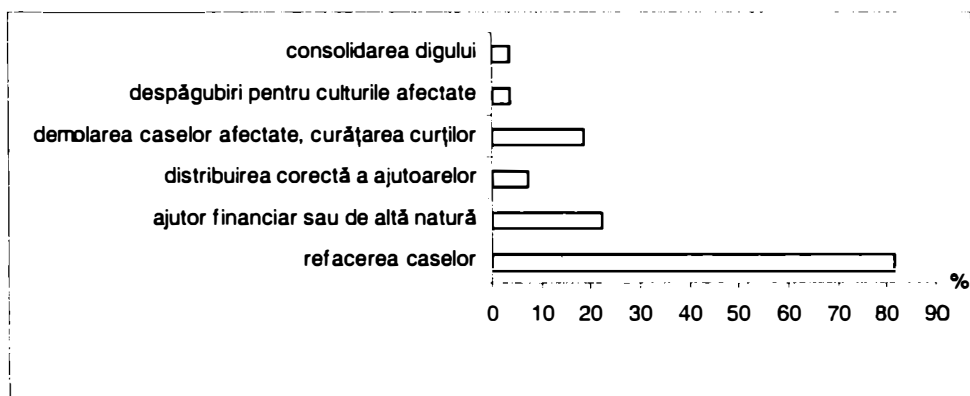 consolidarea digului
despăgubiri pentru culturile afectate
demolarea caselor afectate, curățarea curților
distribuirea corectă a ajutoarelor
ajutor financiar sau de altă natură
refacerea caselor
%
0 10 20 30 40 50 60 70 80 90